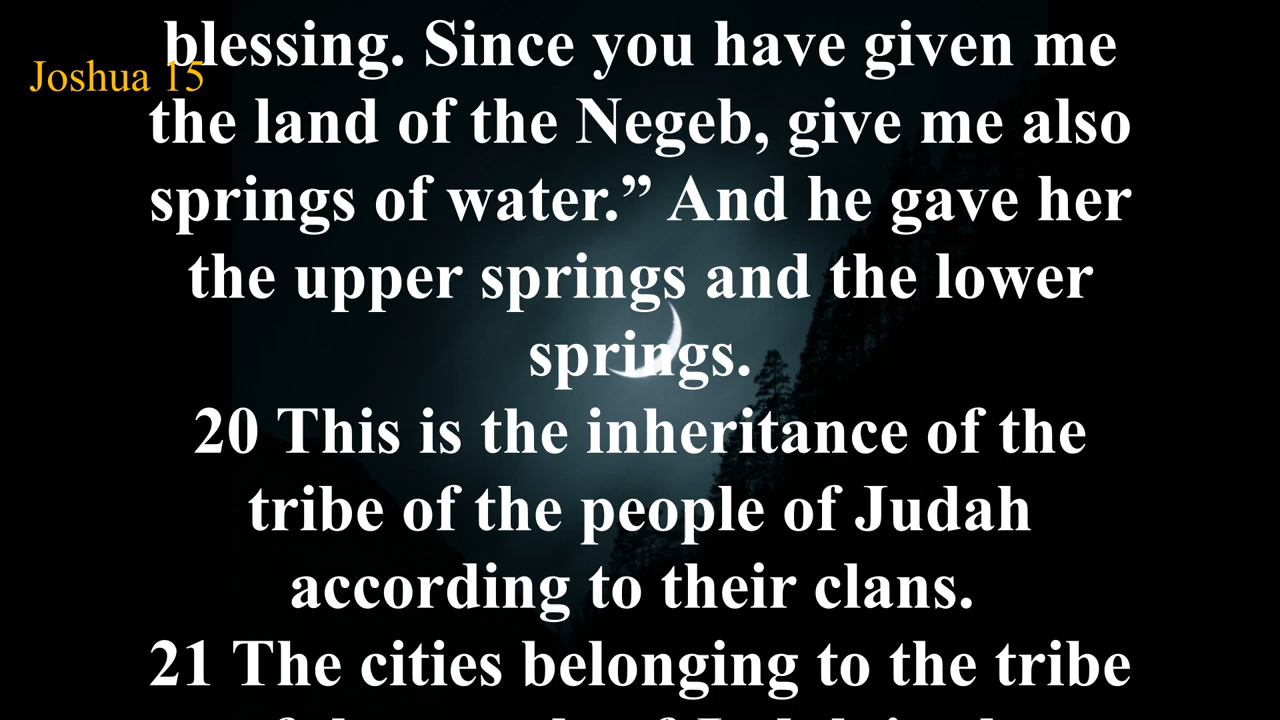 blessing. Since you have given me
Joshua 15
the land of the Negeb, give me also
springs of water.” And he gave her
the upper springs and the lower
springs.
20 This is the inheritance of the
tribe of the people of Judah
according to their clans.
21 The cities belonging to the tribe